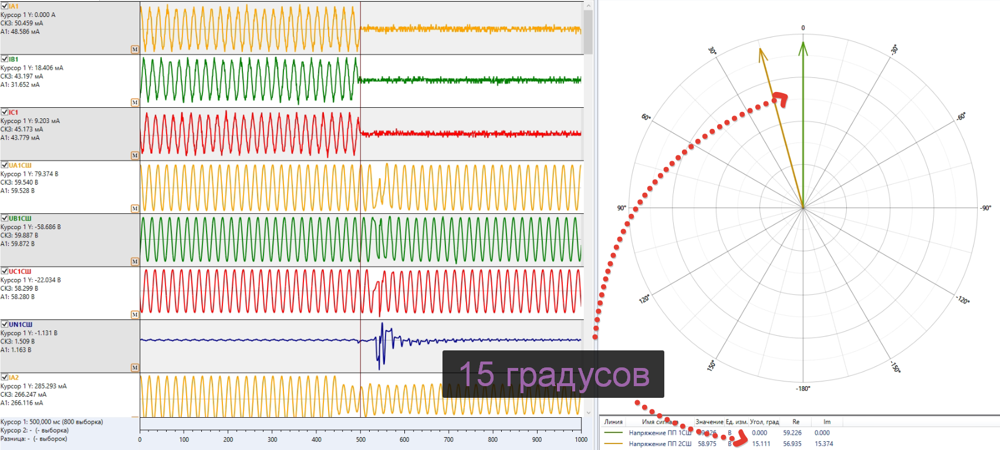 IA1
Курсор 1 Y: 0.000 А
СКЗ: 50.459 мА
A1: 48.586 мА
M
IB1
Курсор 1 Y: 18.406 мА
СКЗ: 43.197 мА
A1: 31.652 мА
M
IC1
Курсор 1 Y: 9.203 мА
СКЗ: 45.173 мА
A1: 43.779 мА
M
UA1СШ
Курсор 1 Y: 79.374 В
СКЗ: 59.540 В
A1: 59.528 В
M
UB1СШ
Курсор 1 Y: -58.686 В
СКЗ: 59.887 В
A1: 59.872 В
M
UC1СШ
Курсор 1 Y: -22.034 В
СКЗ: 58.299 В
A1: 58.280 В
M
UN1СШ
Курсор 1 Y: -1.131 В
СКЗ: 1.509 В
A1: 1.163 В
M
IA2
Курсор 1 Y: 285.293 мА
СКЗ: 266.247 мА
A1: 266.116 мА
Курсор 1: 500,000 мс (800 выборка)
Курсор 2: - (- выборка)
Разница: - (- выборок)
0 100 200 300 400 500 600 700 800 900 1000
15 градусов
0
30° -30°
60° -60°
90° -90°
120° -120°
150° -150°
-180°
Линия Имя сигнала Значение Ед. изм. Угол, град Re Im
Напряжение ПП 1СШ 59.226 В 0.000 59.226 0.000
Напряжение ПП 2СШ 58.975 В 15.111 56.935 15.374